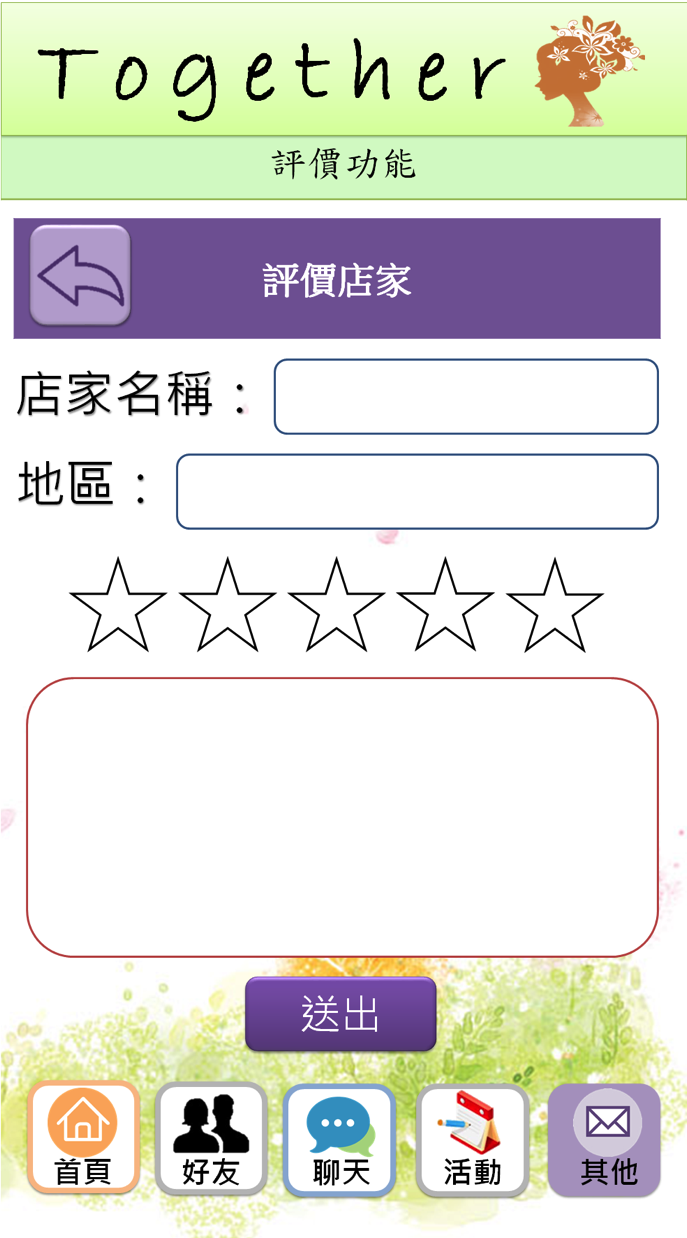 Together
評價功能
評價店家
店家名稱：
地區：
送出
首頁 好友 聊天 活動 其他